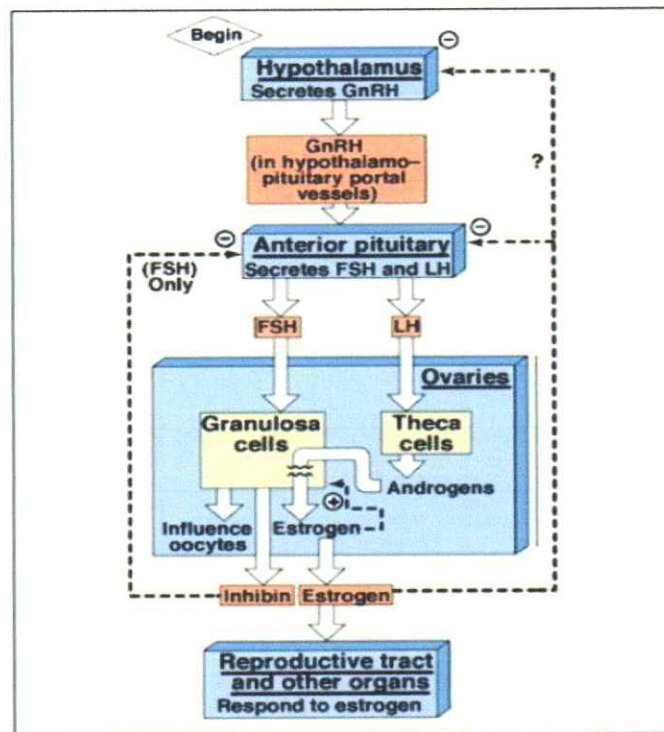 Begin
Hypothalamus
Secretes GnRH
GnRH
(in hypothalamo–
pituitary portal
vessels)
?
Anterior pituitary
Secretes FSH and LH
(FSH)
Only
FSH
LH
Ovaries
Granulosa
cells
Theca
cells
Androgens
Influence
oocytes
Estrogen
Inhibin
Estrogen
Reproductive tract
and other organs
Respond to estrogen